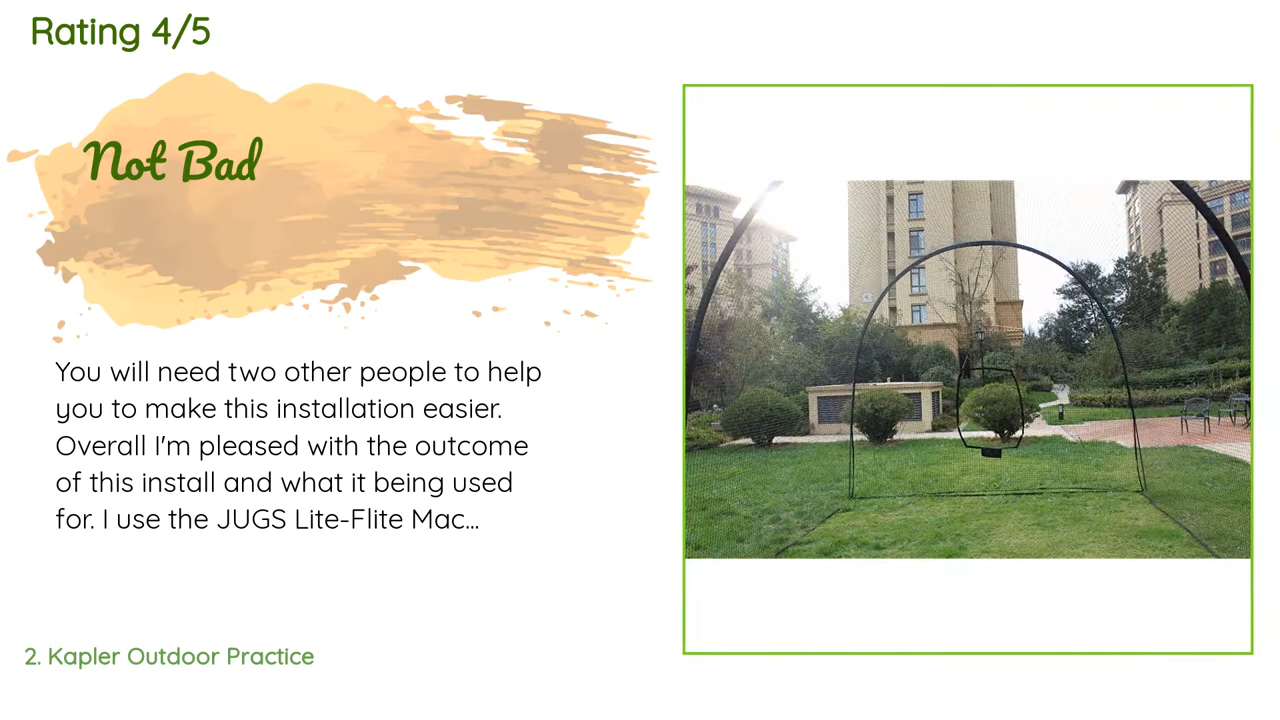 Rating 4/5
Not Bad
You will need two other people to help
you to make this installation easier.
Overall I'm pleased with the outcome
of this install and what it being used
for. I use the JUGS Lite-Flite Mac...
2. Kapler Outdoor Practice